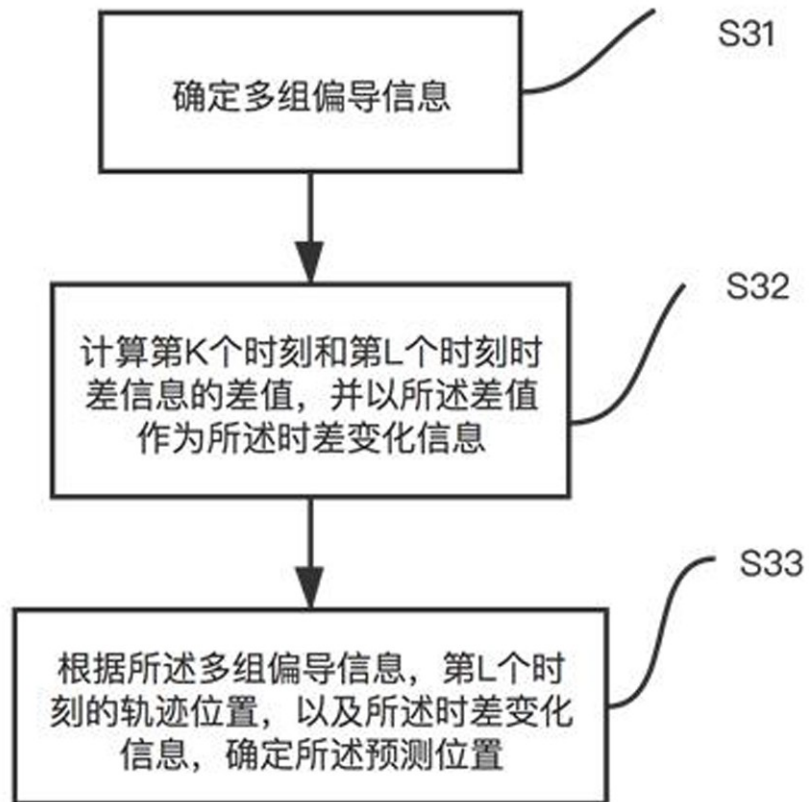 S31
确定多组偏导信息
S32
计算第K个时刻和第L个时刻时
差信息的差值，并以所述差值
作为所述时差变化信息
S33
根据所述多组偏导信息，第L个时
刻的轨迹位置，以及所述时差变化
信息，确定所述预测位置